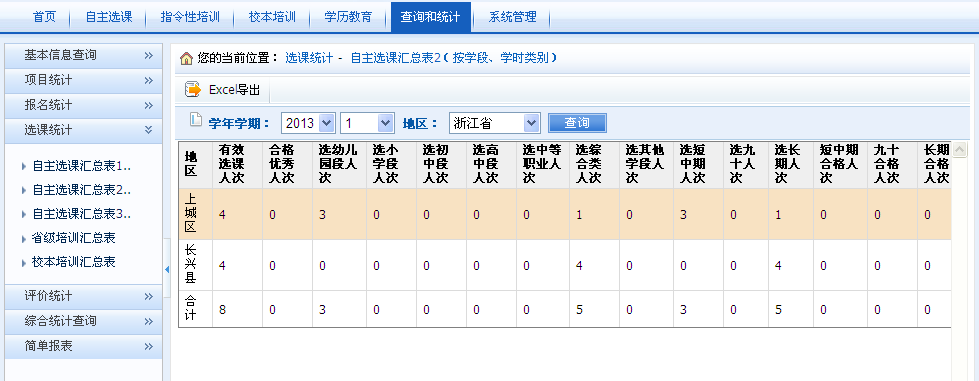 首页 自主选课 指令性培训 校本培训 学历教育 查询和统计 系统管理
基本信息查询
项目统计
报名统计
选课统计
自主选课汇总表1..
自主选课汇总表2..
自主选课汇总表3..
省级培训汇总表
校本培训汇总表
评价统计
综合统计查询
简单报表
您的当前位置： 选课统计 - 自主选课汇总表2（按学段、学时类别）
Excel导出
学年学期： 2013 1 地区： 浙江省 查询
地区 有效选课人次 合格优秀人次 选幼儿园段人次 选小学段人次 选初中段人次 选高中段人次 选中等职业人次 选综合类人次 选其他学段人次 选短中期人次 选九十人次 选长期人次 短中期合格人次 九十合格人次 长期合格人次
上城区 4 0 3 0 0 0 0 1 0 3 0 1 0 0 0
长兴县 4 0 0 0 0 0 0 4 0 0 0 4 0 0 0
合计 8 0 3 0 0 0 0 5 0 3 0 5 0 0 0